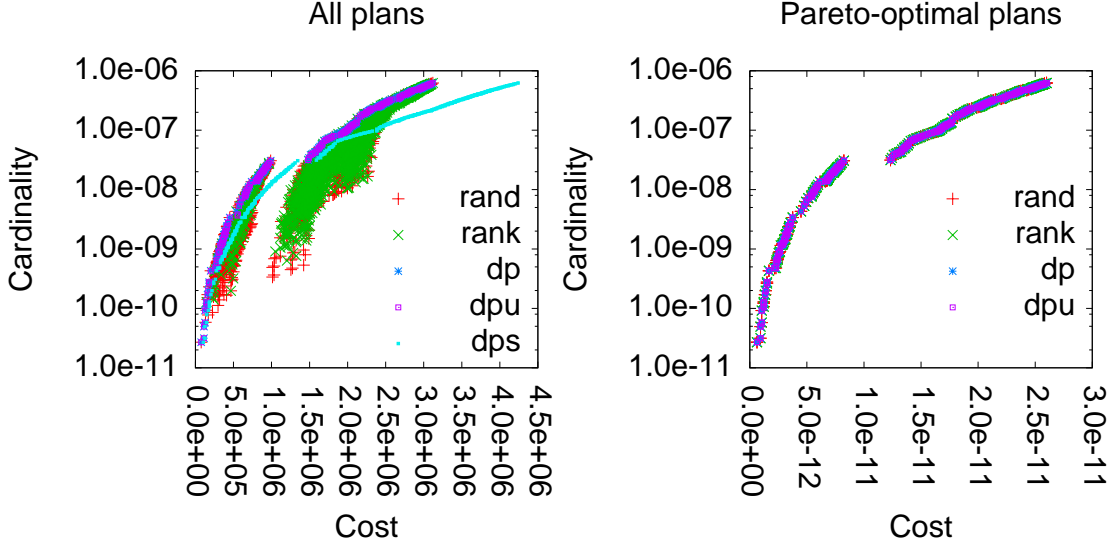 All plans
Cardinality
1.0e-06
1.0e-07
1.0e-08
1.0e-09
1.0e-10
1.0e-11
rand
rank
dp
dpu
dps
0.0e+00
5.0e+05
1.0e+06
1.5e+06
2.0e+06
2.5e+06
3.0e+06
3.5e+06
4.0e+06
4.5e+06
Cost
Pareto-optimal plans
Cardinality
1.0e-06
1.0e-07
1.0e-08
1.0e-09
1.0e-10
1.0e-11
rand
rank
dp
dpu
0.0e+00
5.0e-12
1.0e-11
1.5e-11
2.0e-11
2.5e-11
3.0e-11
Cost